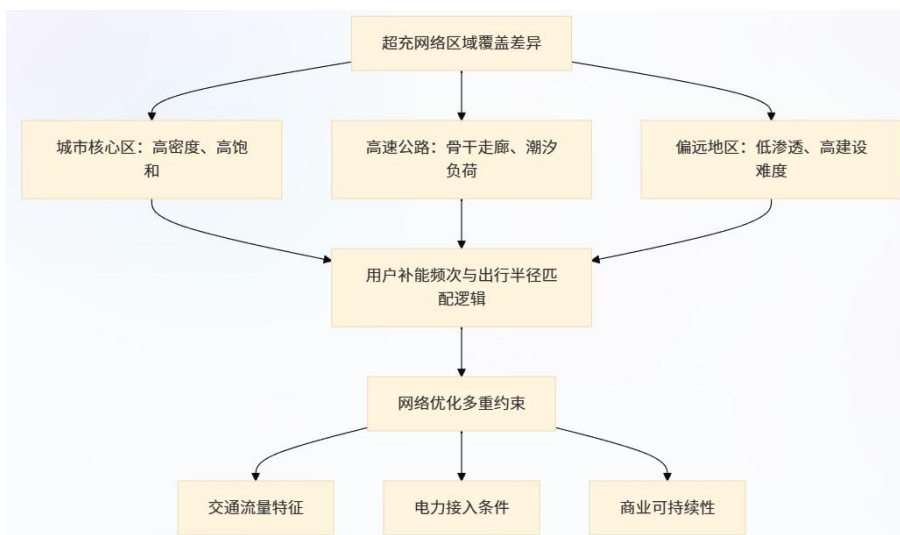 超充网络区域覆盖差异
城市核心区：高密度、高饱
和
高速公路：骨干走廊、潮汐
负荷
偏远地区：低渗透、高建设
难度
用户补能频次与出行半径匹
配逻辑
网络优化多重约束
交通流量特征
电力接入条件
商业可持续性